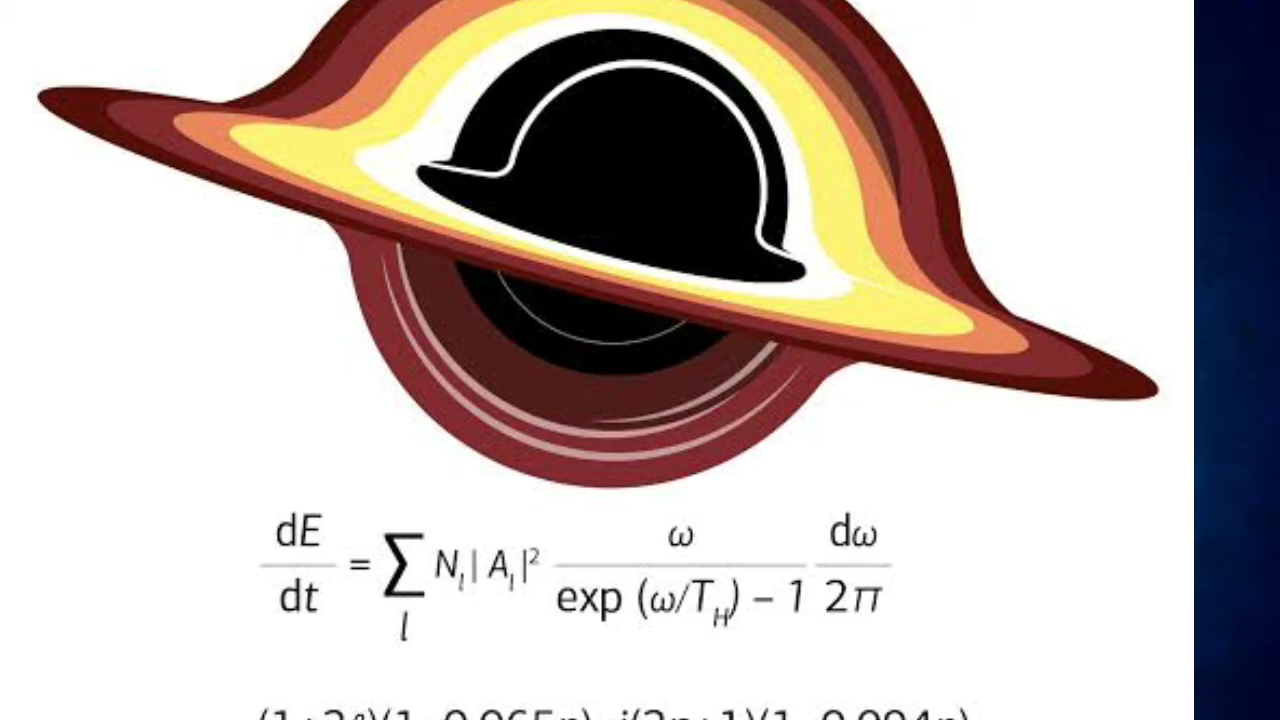 dE/dt = ∑_l N_l | A_l |² ω/(exp (ω/T_H) – 1) dω/2π